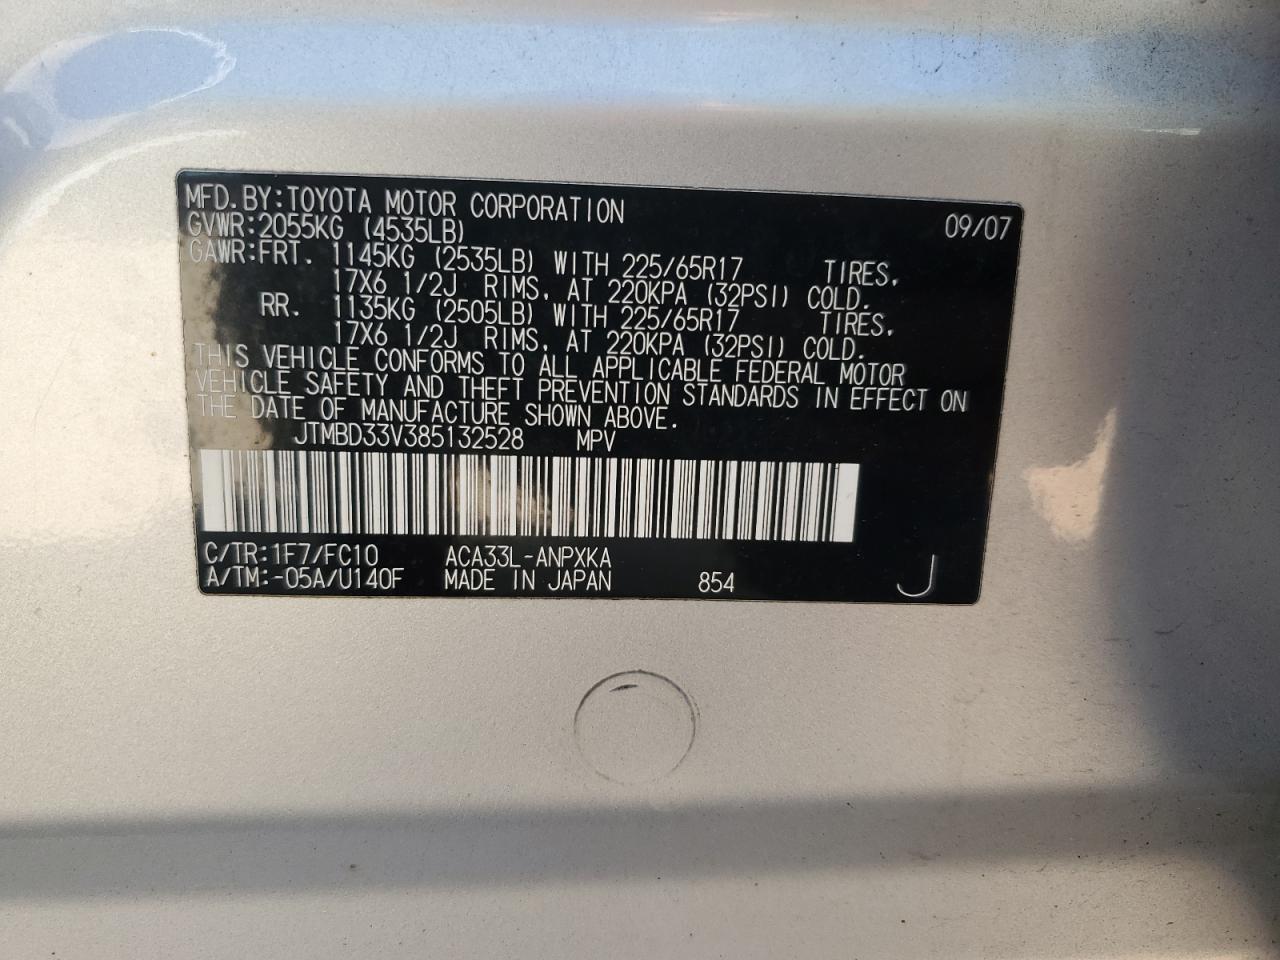 MFD.BY:TOYOTA MOTOR CORPORATION 09/07
GVWR:2055KG (4535LB)
GAWR:FRT. 1145KG (2535LB) WITH 225/65R17 TIRES,
17X6 1/2J RIMS, AT 220KPA (32PSI) COLD.
RR. 1135KG (2505LB) WITH 225/65R17 TIRES,
17X6 1/2J RIMS, AT 220KPA (32PSI) COLD.
THIS VEHICLE CONFORMS TO ALL APPLICABLE FEDERAL MOTOR
VEHICLE SAFETY AND THEFT PREVENTION STANDARDS IN EFFECT ON
THE DATE OF MANUFACTURE SHOWN ABOVE.
JTMBD33V385132528 MPV
C/TR:1F7/FC10 ACA33L-ANPXKA
A/TM:-05A/U140F MADE IN JAPAN 854 J